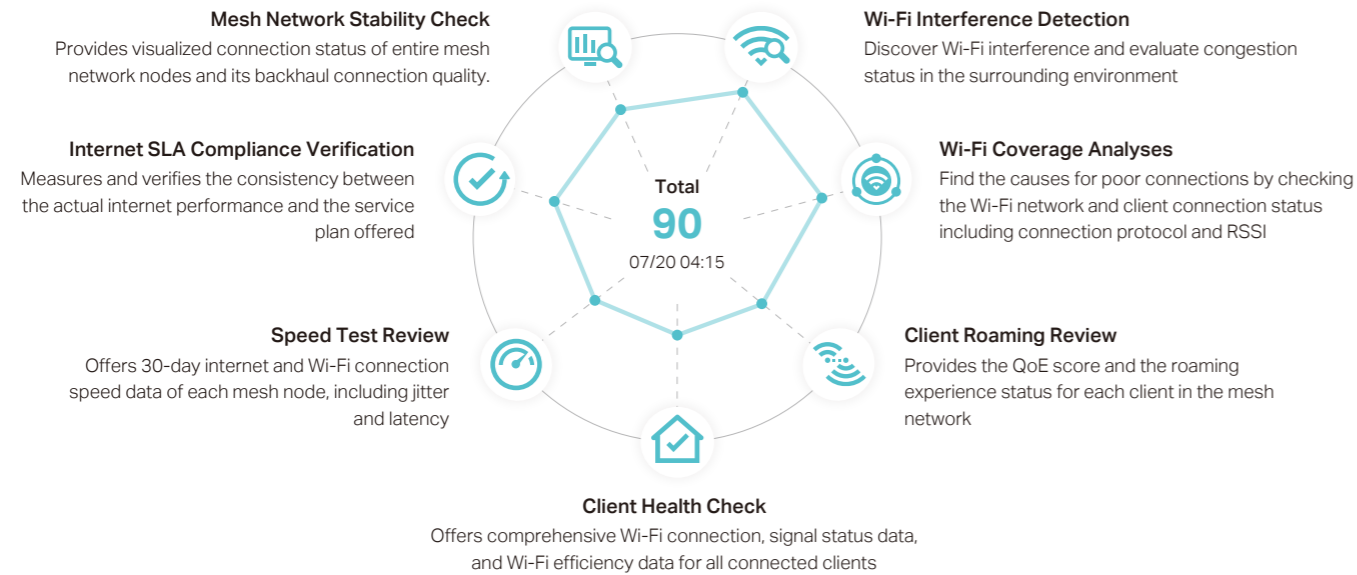 Mesh Network Stability Check
Provides visualized connection status of entire mesh
network nodes and its backhaul connection quality.
Wi-Fi Interference Detection
Discover Wi-Fi interference and evaluate congestion
status in the surrounding environment
Internet SLA Compliance Verification
Measures and verifies the consistency between
the actual internet performance and the service
plan offered
Total
90
07/20 04:15
Wi-Fi Coverage Analyses
Find the causes for poor connections by checking
the Wi-Fi network and client connection status
including connection protocol and RSSI
Speed Test Review
Offers 30-day internet and Wi-Fi connection
speed data of each mesh node, including jitter
and latency
Client Roaming Review
Provides the QoE score and the roaming
experience status for each client in the mesh
network
Client Health Check
Offers comprehensive Wi-Fi connection, signal status data,
and Wi-Fi efficiency data for all connected clients